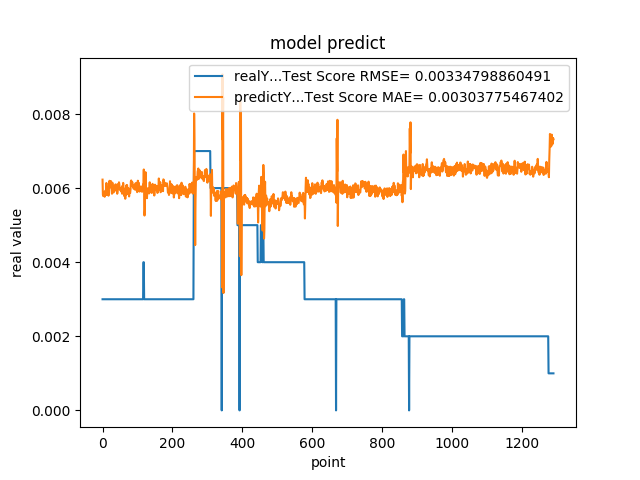 model predict
realY...Test Score RMSE= 0.00334798860491
predictY...Test Score MAE= 0.00303775467402
0.008
0.006
0.004
0.002
0.000
real value
0 200 400 600 800 1000 1200
point